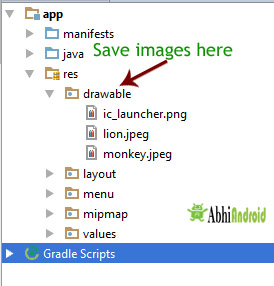 app
manifests
Save images here
java
res
drawable
ic_launcher.png
lion.jpeg
monkey.jpeg
layout
menu
mipmap
AbhiAndroid
values
Gradle Scripts